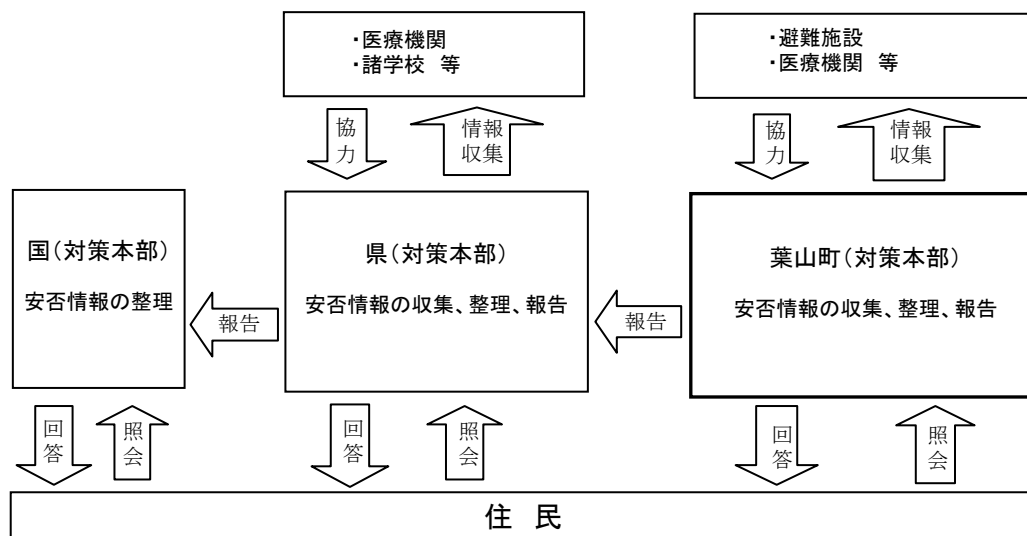 ・医療機関
・諸学校 等
・避難施設
・医療機関 等
協力
情報
収集
協力
情報
収集
国（対策本部）
安否情報の整理
報告
県（対策本部）
安否情報の収集、整理、報告
報告
葉山町（対策本部）
安否情報の収集、整理、報告
回答
照会
回答
照会
回答
照会
住 民